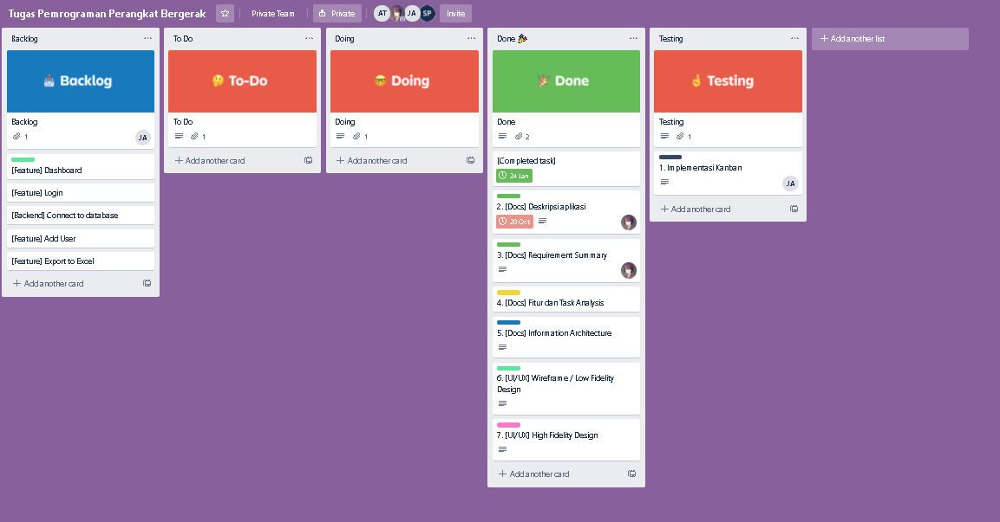 Tugas Pemrograman Perangkat Bergerak
Private Team
Private
AT
JA
SP
Invite
Backlog
Backlog
Backlog
1
JA
[Feature] Dashboard
[Feature] Login
[Backend] Connect to database
[Feature] Add User
[Feature] Export to Excel
Add another card
To Do
To-Do
To Do
1
Add another card
Doing
Doing
Doing
1
Add another card
Done 🎉
Done
Done
2
[Completed task]
24 Jan
2. [Docs] Deskripsi aplikasi
20 Oct
3. [Docs] Requirement Summary
4. [Docs] Fitur dan Task Analysis
5. [Docs] Information Architecture
6. [UI/UX] Wireframe / Low Fidelity
Design
7. [UI/UX] High Fidelity Design
Add another card
Testing
Testing
Testing
1
1. Implementasi Kanban
JA
Add another card
Add another list